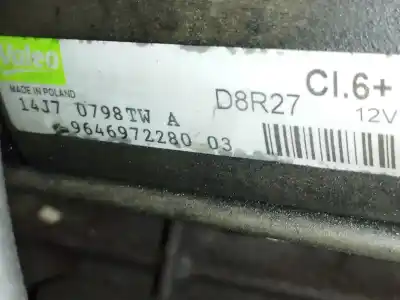 Valeo
MADE IN POLAND
14J7 0798TW A
9646972280 03
D8R27
Cl.6+
12V